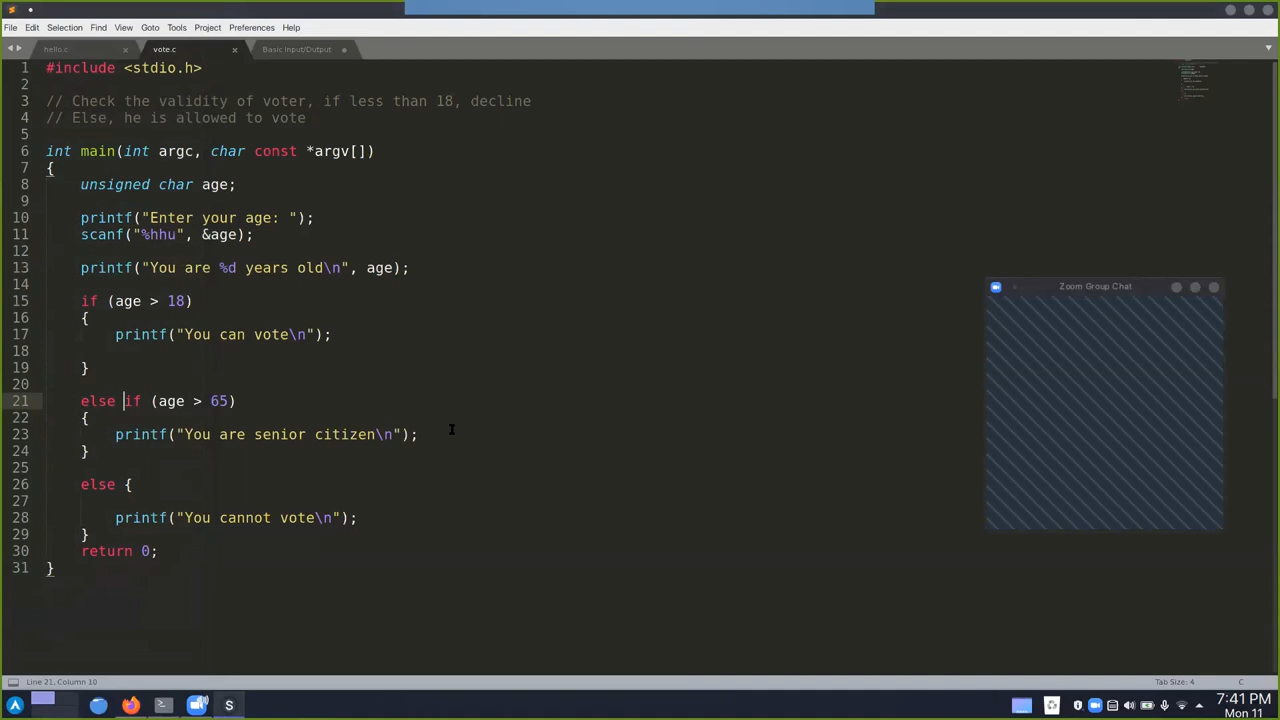 File Edit Selection Find View Goto Tools Project Preferences Help
hello.c × vote.c × Basic Input/Output
1 #include <stdio.h>
2
3 // Check the validity of voter, if less than 18, decline
4 // Else, he is allowed to vote
5
6 int main(int argc, char const *argv[])
7 {
8 unsigned char age;
9
10 printf("Enter your age: ");
11 scanf("%hhu", &age);
12
13 printf("You are %d years old\n", age);
14
15 if (age > 18)
16 {
17 printf("You can vote\n");
18
19 }
20
21 else if (age > 65)
22 {
23 printf("You are senior citizen\n");
24 }
25
26 else {
27
28 printf("You cannot vote\n");
29 }
30 return 0;
31 }
Zoom Group Chat
Line 21, Column 10 Tab Size: 4 C
S
7:41 PM
Mon 11